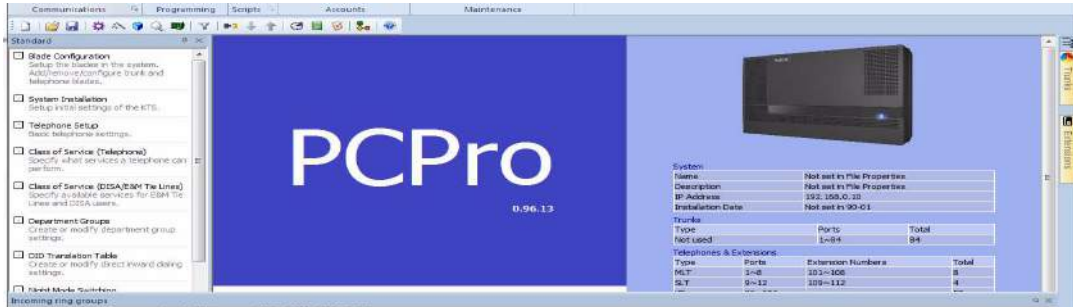 Communications Programming Scripts Accounts Maintenance
Standard
Blade Configuration
Setup the blades in the system.
Add/remove/configure trunk and
telephone blades.
System Installation
Setup initial settings of the KTS.
Telephone Setup
Basic telephone settings.
Class of Service (Telephone)
Specify what services a telephone can
perform.
Class of Service (DISA/E&M Tie Lines)
Specify available services for E&M Tie
Lines and DISA users.
Department Groups
Create or modify department group
settings.
DID Translation Table
Create or modify direct inward dialing
settings.
Night Mode Switching
Incoming ring groups
PCPro
0.96.13
System
Name Not set in File Properties
Description Not set in File Properties
IP Address 192.168.0.10
Installation Date Not set in 90-01
Trunks
Type Ports Total
Not used 1~84 84
Telephones & Extensions
Type Ports Extension Numbers Total
MLT 1~8 101~108 8
SLT 9~12 109~112 4
Trunks
Extensions